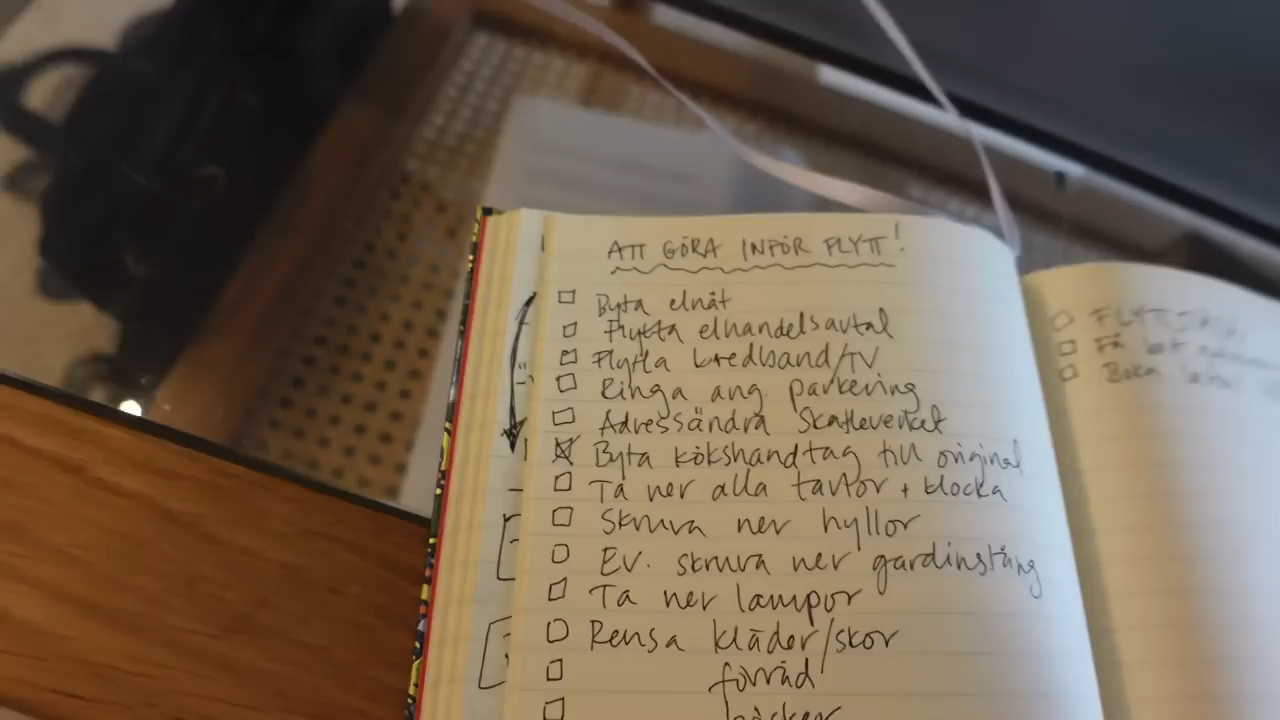 ATT GÖRA INFÖR FLYTT!
Byta elnät
Flytta elhandelsavtal
Flytta bredband/TV
Ringa ang. parkering
Adressändra Skatteverket
Byta kökshandtag till original
Ta ner alla tavlor + klocka
Skruva ner hyllor
Ev. skruva ner gardinstång
Ta ner lampor
Rensa kläder/skor
förråd
böcker
Boka